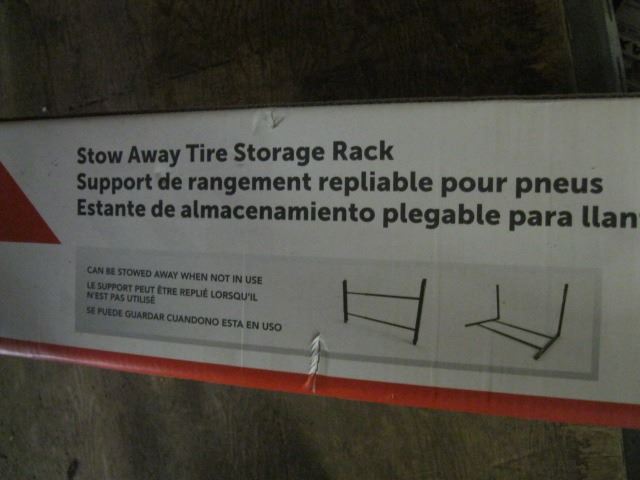 Stow Away Tire Storage Rack
Support de rangement repliable pour pneus
Estante de almacenamiento plegable para llan
CAN BE STOWED AWAY WHEN NOT IN USE
LE SUPPORT PEUT ÊTRE REPLIÉ LORSQU'IL
N'EST PAS UTILISÉ
SE PUEDE GUARDAR CUANDONO ESTA EN USO